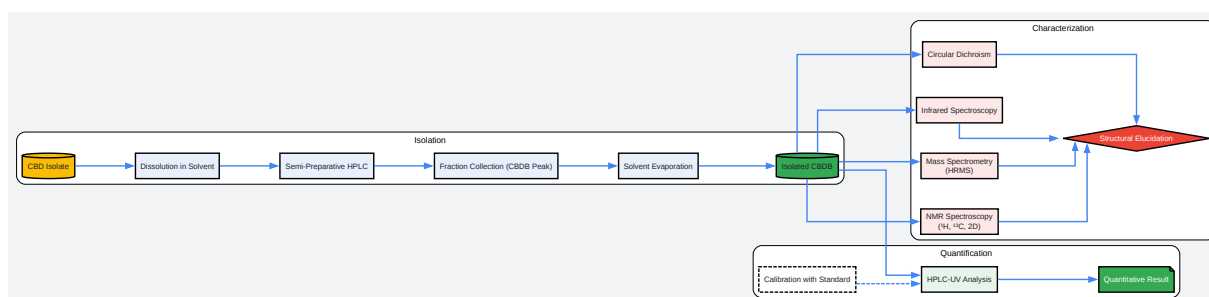 Characterization
Circular Dichroism
Infrared Spectroscopy
Structural Elucidation
Isolation
CBD Isolate
Dissolution in Solvent
Semi-Preparative HPLC
Fraction Collection (CBDB Peak)
Solvent Evaporation
Isolated CBDB
Mass Spectrometry
(HRMS)
NMR Spectroscopy
(¹H, ¹³C, 2D)
Quantification
Calibration with Standard
HPLC-UV Analysis
Quantitative Result